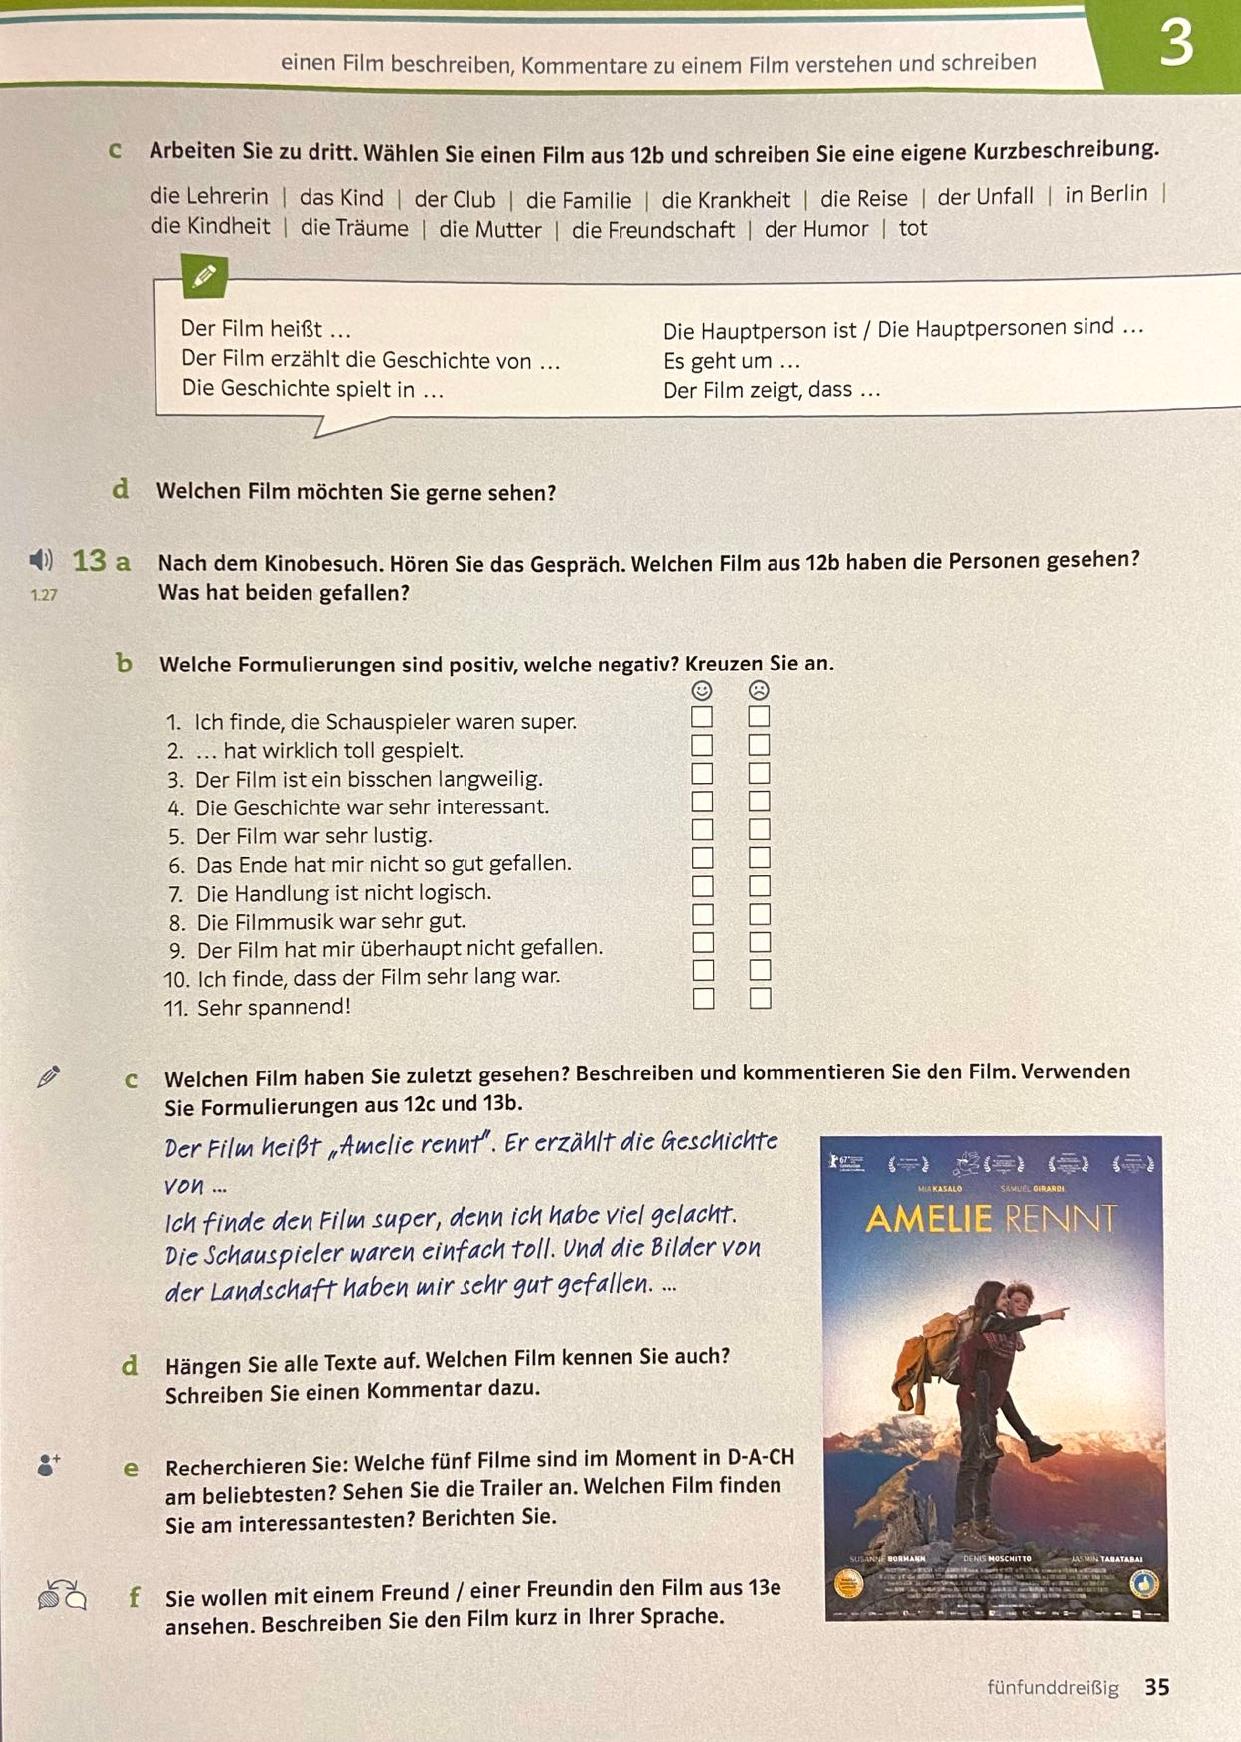 einen Film beschreiben, Kommentare zu einem Film verstehen und schreiben
3
c Arbeiten Sie zu dritt. Wählen Sie einen Film aus 12b und schreiben Sie eine eigene Kurzbeschreibung.
die Lehrerin | das Kind | der Club | die Familie | die Krankheit | die Reise | der Unfall | in Berlin |
die Kindheit | die Träume | die Mutter | die Freundschaft | der Humor | tot
Der Film heißt ...
Der Film erzählt die Geschichte von ...
Die Geschichte spielt in ...
Die Hauptperson ist / Die Hauptpersonen sind ...
Es geht um ...
Der Film zeigt, dass ...
d Welchen Film möchten Sie gerne sehen?
13 a Nach dem Kinobesuch. Hören Sie das Gespräch. Welchen Film aus 12b haben die Personen gesehen?
1.27 Was hat beiden gefallen?
b Welche Formulierungen sind positiv, welche negativ? Kreuzen Sie an.
1. Ich finde, die Schauspieler waren super.
2. ... hat wirklich toll gespielt.
3. Der Film ist ein bisschen langweilig.
4. Die Geschichte war sehr interessant.
5. Der Film war sehr lustig.
6. Das Ende hat mir nicht so gut gefallen.
7. Die Handlung ist nicht logisch.
8. Die Filmmusik war sehr gut.
9. Der Film hat mir überhaupt nicht gefallen.
10. Ich finde, dass der Film sehr lang war.
11. Sehr spannend!
c Welchen Film haben Sie zuletzt gesehen? Beschreiben und kommentieren Sie den Film. Verwenden
Sie Formulierungen aus 12c und 13b.
Der Film heißt „Amelie rennt". Er erzählt die Geschichte
von ...
Ich finde den Film super, denn ich habe viel gelacht.
Die Schauspieler waren einfach toll. Und die Bilder von
der Landschaft haben mir sehr gut gefallen. ...
67
MIA KASALO SAMUEL GIRARDI
AMELIE RENNT
SUSANNE BORMANN DENIS MOSCHITTO JASMIN TABATABAI
d Hängen Sie alle Texte auf. Welchen Film kennen Sie auch?
Schreiben Sie einen Kommentar dazu.
e Recherchieren Sie: Welche fünf Filme sind im Moment in D-A-CH
am beliebtesten? Sehen Sie die Trailer an. Welchen Film finden
Sie am interessantesten? Berichten Sie.
f Sie wollen mit einem Freund / einer Freundin den Film aus 13e
ansehen. Beschreiben Sie den Film kurz in Ihrer Sprache.
fünfunddreißig 35